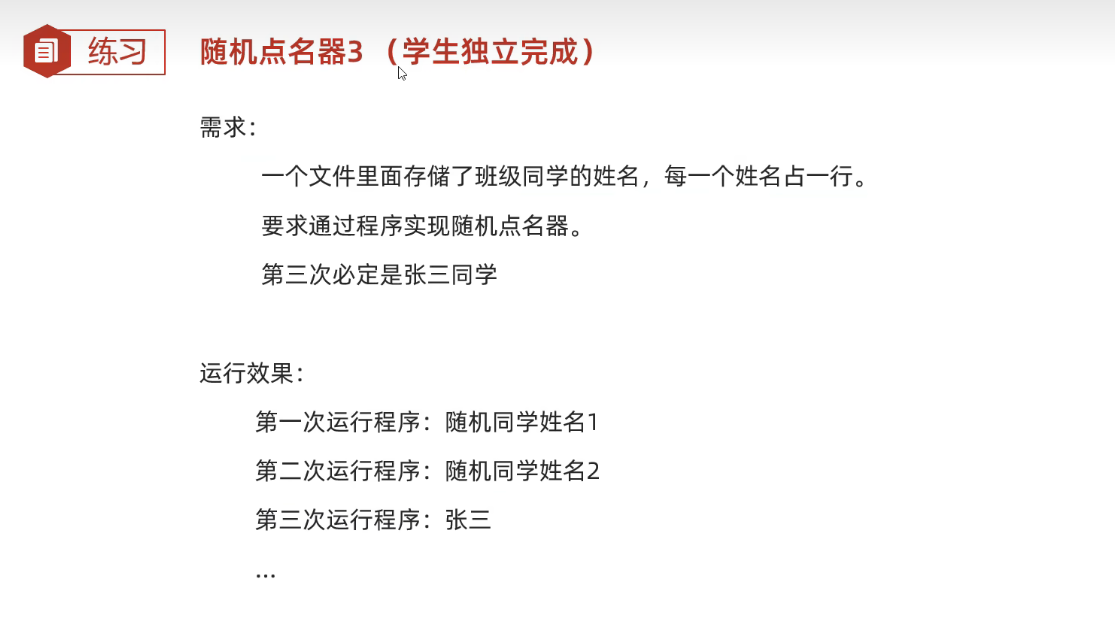 练习
随机点名器3 （学生独立完成）
需求：
一个文件里面存储了班级同学的姓名，每一个姓名占一行。
要求通过程序实现随机点名器。
第三次必定是张三同学
运行效果：
第一次运行程序：随机同学姓名1
第二次运行程序：随机同学姓名2
第三次运行程序：张三
...